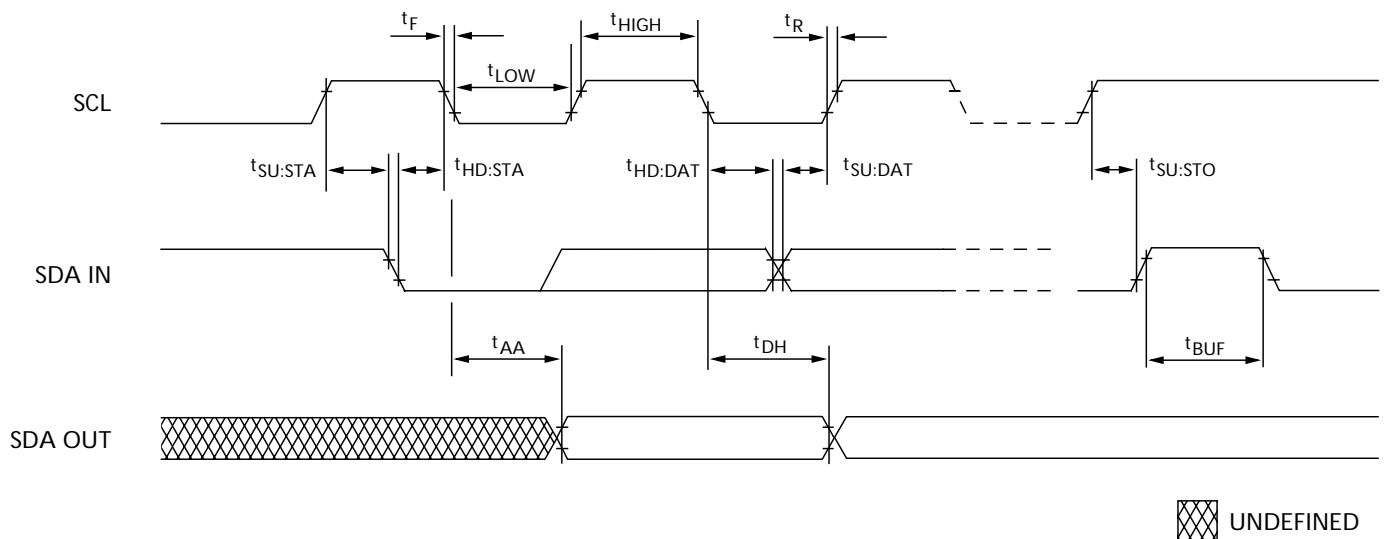 tF
tHIGH
tR
tLOW
SCL
tSU:STA
tHD:STA
tHD:DAT
tSU:DAT
tSU:STO
SDA IN
tAA
tDH
tBUF
SDA OUT
UNDEFINED